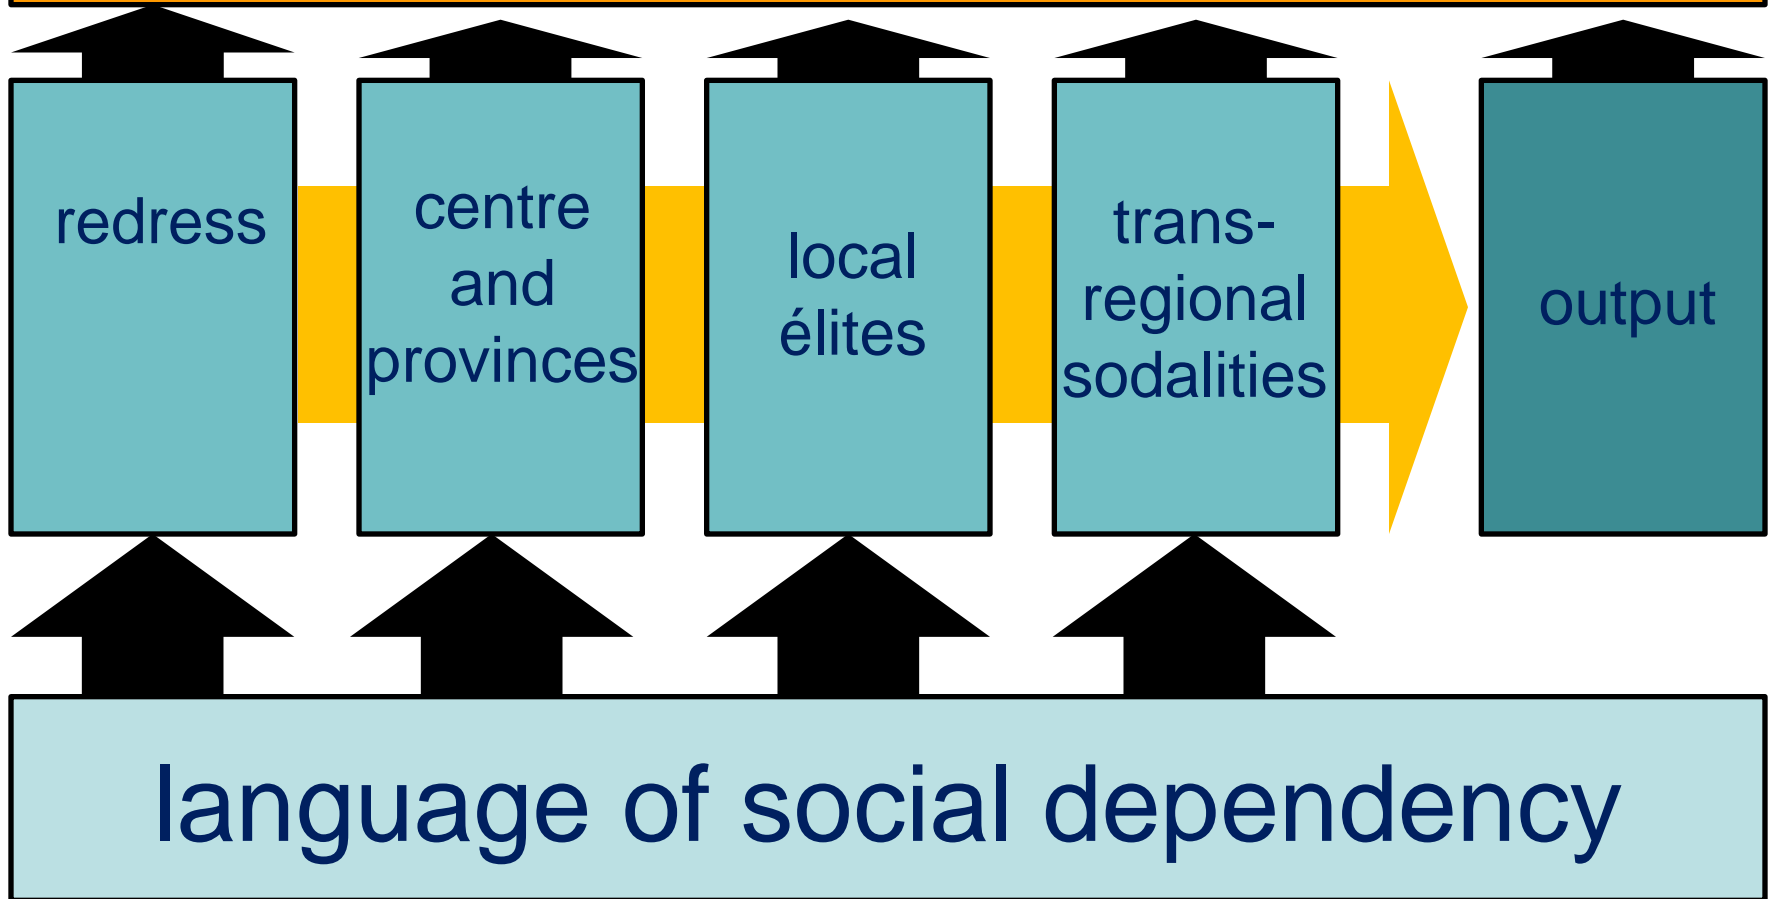 redress
centre
and
provinces
local
élites
trans-
regional
sodalities
output
language of social dependency